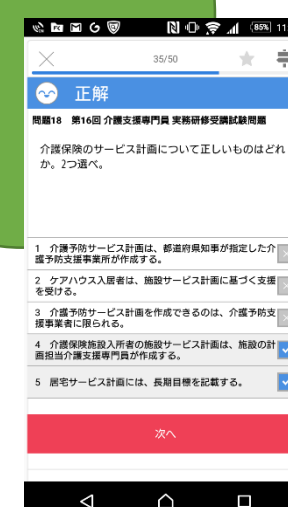 85% 11
35/50
正解
問題18 第16回 介護支援専門員 実務研修受講試験問題
介護保険のサービス計画について正しいものはどれ
か。2つ選べ。
1 介護予防サービス計画は、都道府県知事が指定した介
護予防支援事業所が作成する。
2 ケアハウス入居者は、施設サービス計画に基づく支援
を受ける。
3 介護予防サービス計画を作成できるのは、介護予防支
援事業者に限られる。
4 介護保険施設入所者の施設サービス計画は、施設の計
画担当介護支援専門員が作成する。
5 居宅サービス計画には、長期目標を記載する。
次へ